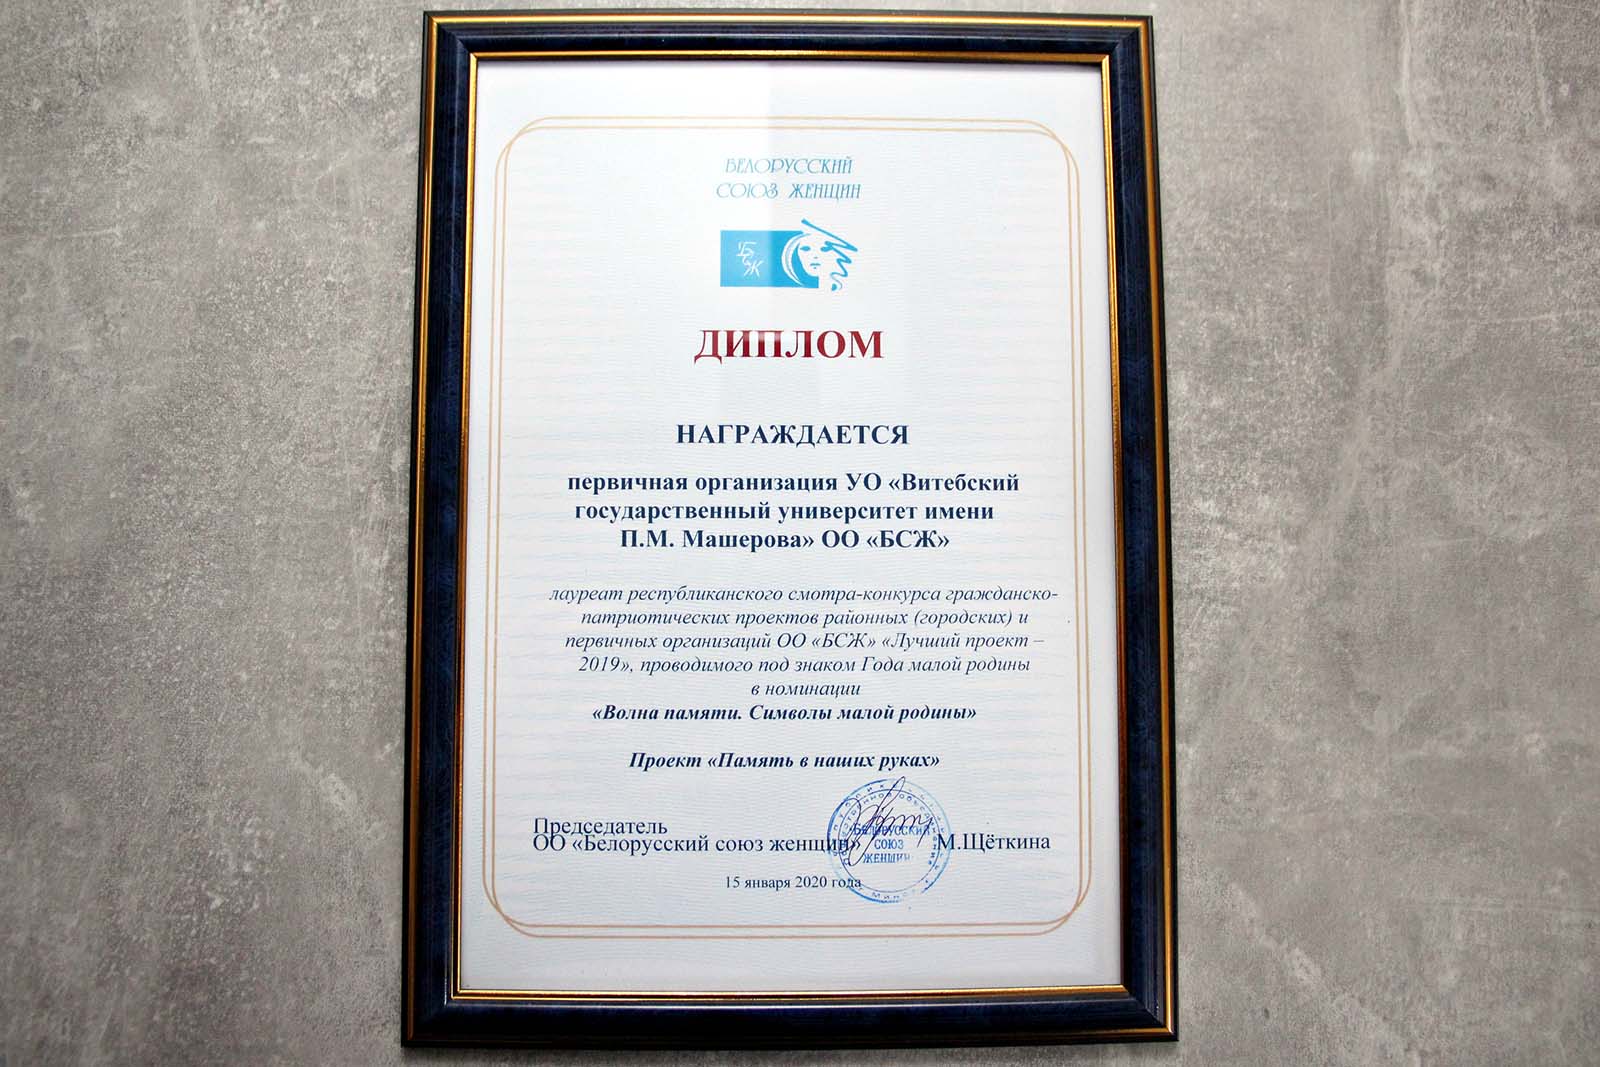 БЕЛОРУССКИЙ
СОЮЗ ЖЕНЩИН
БСЖ
ДИПЛОМ
НАГРАЖДАЕТСЯ
первичная организация УО «Витебский
государственный университет имени
П.М. Машерова» ОО «БСЖ»
лауреат республиканского смотра-конкурса гражданско-
патриотических проектов районных (городских) и
первичных организаций ОО «БСЖ» «Лучший проект –
2019», проводимого под знаком Года малой родины
в номинации
«Волна памяти. Символы малой родины»
Проект «Память в наших руках»
Председатель
ОО «Белорусский союз женщин»
М.Щёткина
БЕЛОРУССКИЙ
СОЮЗ
ЖЕНЩИН
15 января 2020 года